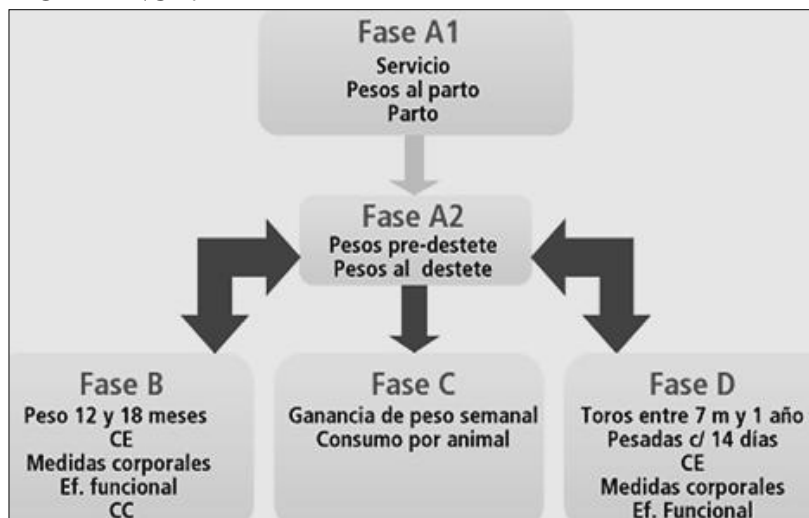 Fase A1
Servicio
Pesos al parto
Parto
Fase A2
Pesos pre-destete
Pesos al destete
Fase B
Peso 12 y 18 meses
CE
Medidas corporales
Ef. funcional
CC
Fase C
Ganancia de peso semanal
Consumo por animal
Fase D
Toros entre 7 m y 1 año
Pesadas c/ 14 días
CE
Medidas corporales
Ef. Funcional